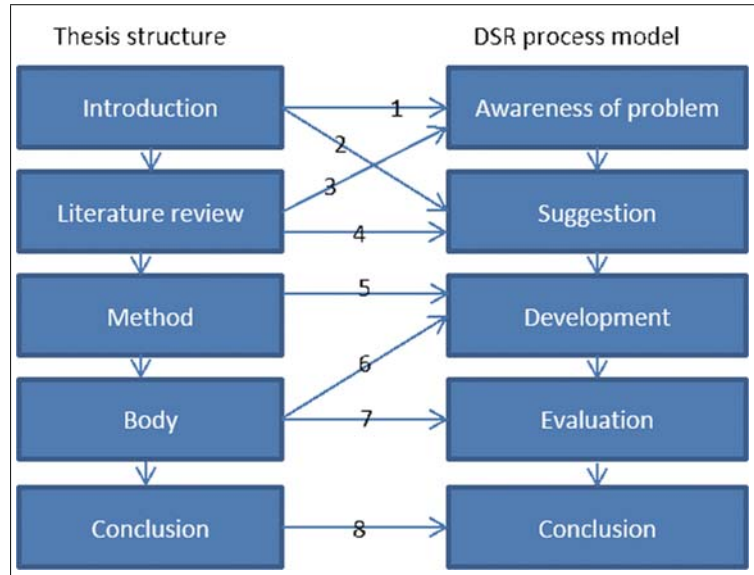 Thesis structure
DSR process model
Introduction
1
Awareness of problem
2
3
Literature review
4
Suggestion
Method
5
Development
6
Body
7
Evaluation
Conclusion
8
Conclusion